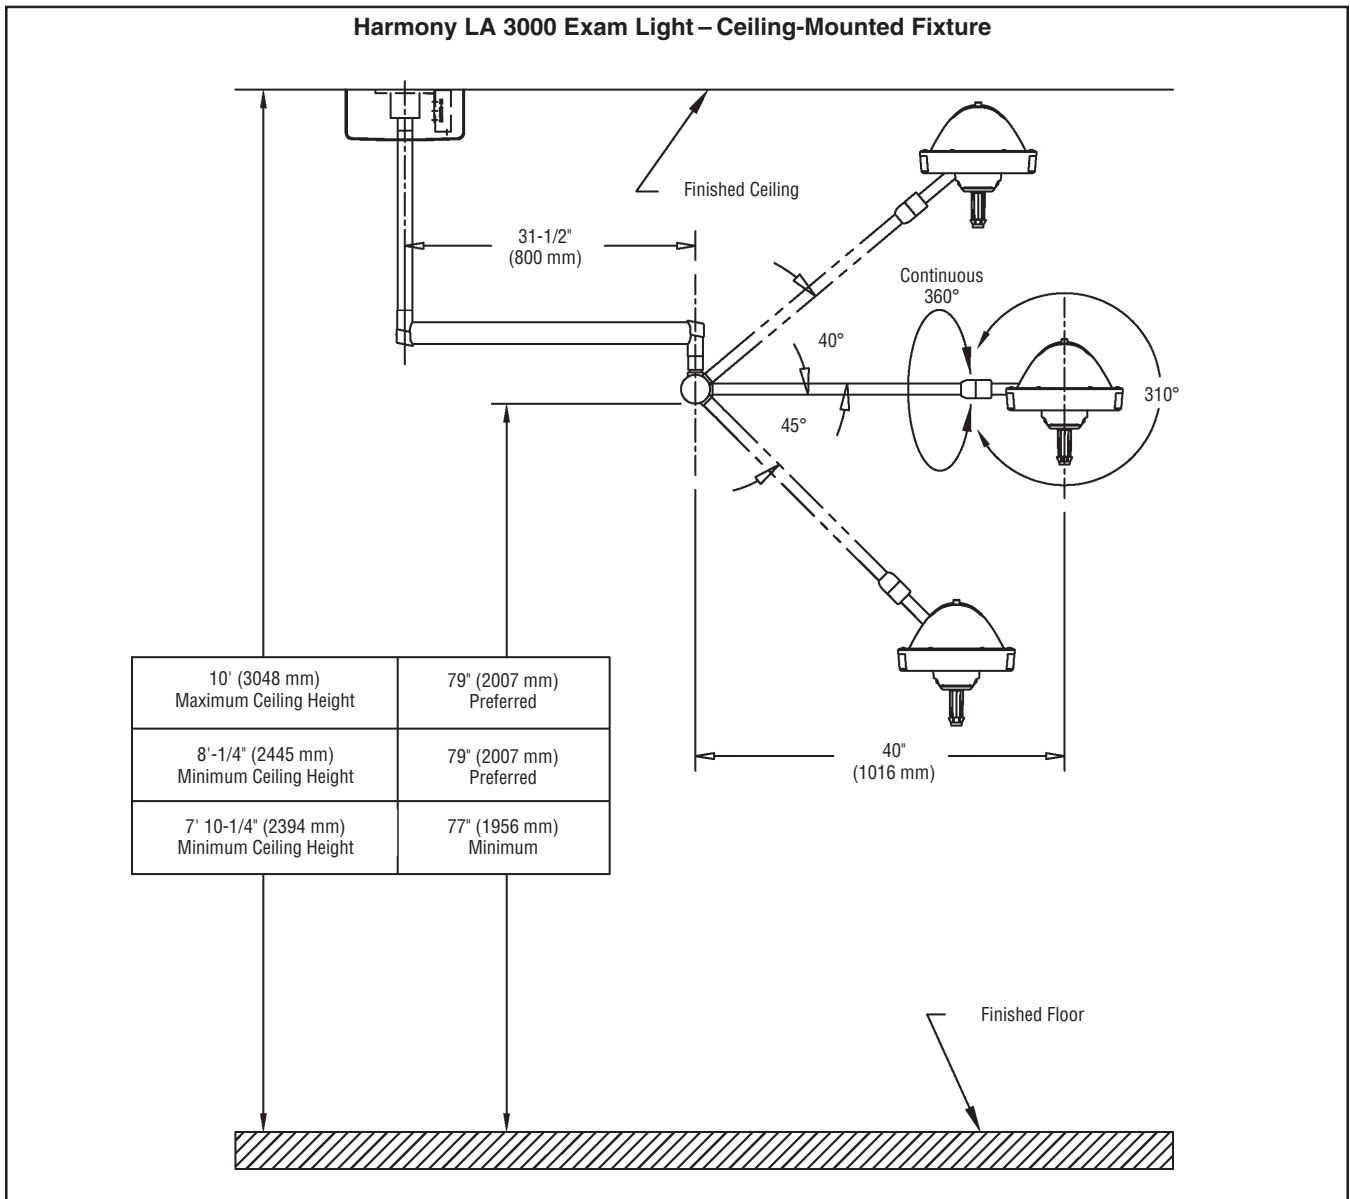 Harmony LA 3000 Exam Light – Ceiling-Mounted Fixture
Finished Ceiling
31-1/2"
(800 mm)
Continuous
360°
40°
310°
45°
10' (3048 mm)
Maximum Ceiling Height
79" (2007 mm)
Preferred
8'-1/4" (2445 mm)
Minimum Ceiling Height
79" (2007 mm)
Preferred
7' 10-1/4" (2394 mm)
Minimum Ceiling Height
77" (1956 mm)
Minimum
40"
(1016 mm)
Finished Floor